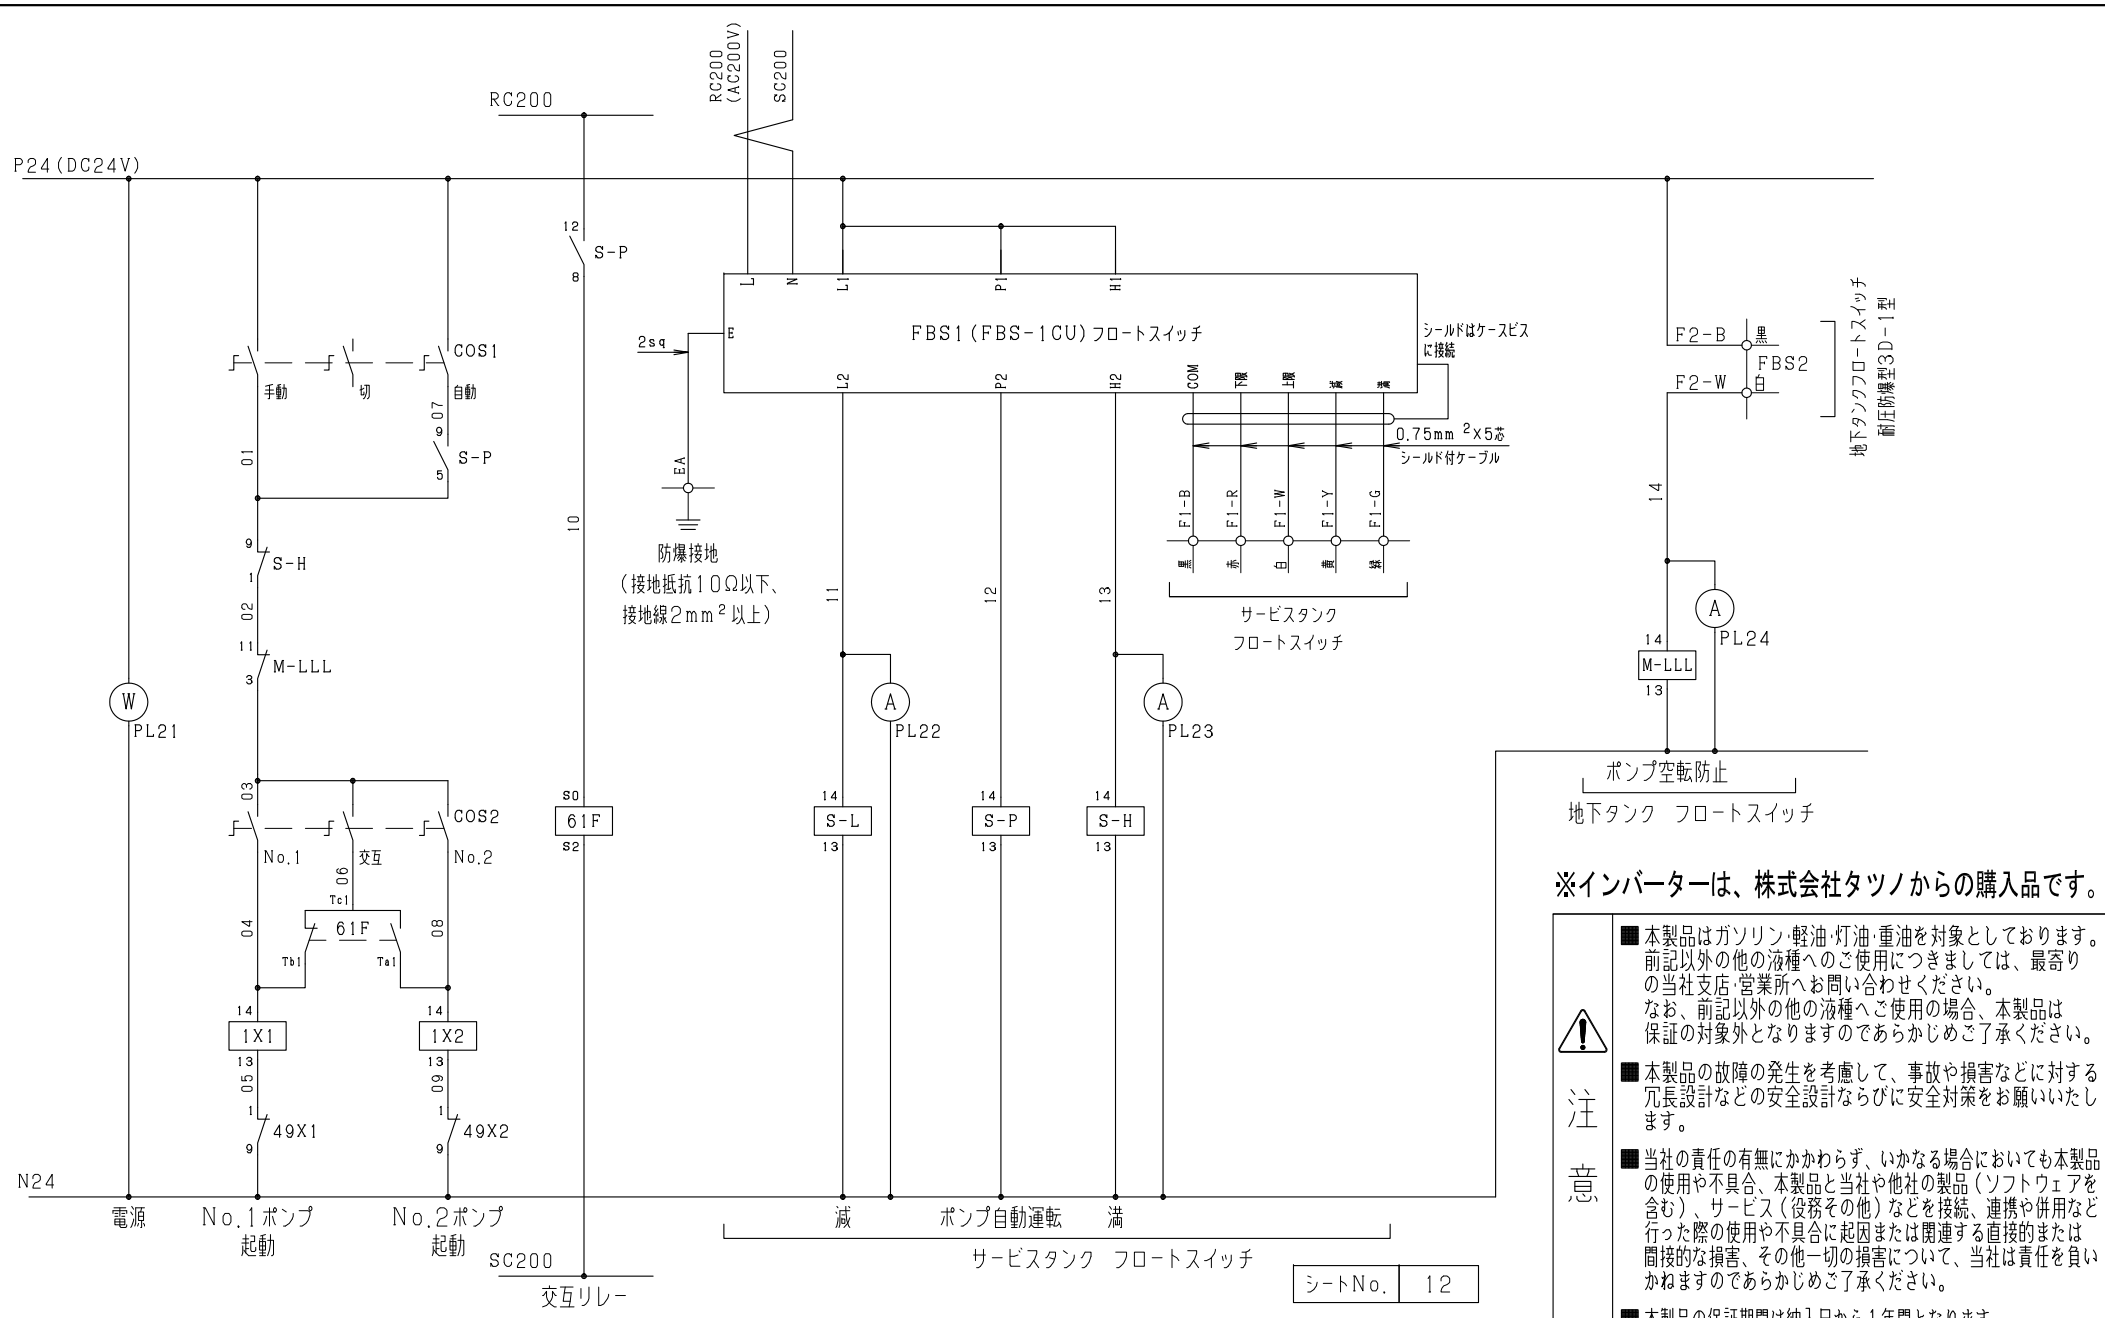 RC200
RC200
(AC200V)
SC200
P24(DC24V)
12
S-P
8
L
N
L1
P1
H1
E
FBS1(FBS-1CU)フロートスイッチ
シールドはケースビス
に接続
2sq
L2
P2
H2
COM
下限
上限
減
満
0.75mm²×5芯
シールド付ケーブル
F2-B
黒
FBS2
F2-W
白
地下タンクフロートスイッチ
耐圧防爆型3D-1型
COS1
手動
切
自動
07
9
S-P
5
01
EA
防爆接地
(接地抵抗10Ω以下、
接地線2mm²以上)
F1-B
F1-R
F1-W
F1-Y
F1-G
黒
赤
白
黄
緑
サービスタンク
フロートスイッチ
14
9
S-H
1
02
10
11
12
13
11
M-LLL
3
W
PL21
A
PL22
A
PL23
A
PL24
14
M-LLL
13
ポンプ空転防止
地下タンク フロートスイッチ
03
COS2
No.1
交互
No.2
06
Tc1
61F
Tb1
Ta1
04
08
S0
61F
S2
14
S-L
13
14
S-P
13
14
S-H
13
14
1X1
13
05
1
49X1
9
14
1X2
13
09
1
49X2
9
N24
電源
No.1ポンプ
起動
No.2ポンプ
起動
SC200
交互リレー
減
ポンプ自動運転
満
サービスタンク フロートスイッチ
シートNo. 12
※インバーターは、株式会社タツノからの購入品です。
注意
■本製品はガソリン・軽油・灯油・重油を対象としております。
前記以外の他の液種へのご使用につきましては、最寄り
の当社支店・営業所へお問い合わせください。
なお、前記以外の他の液種へご使用の場合、本製品は
保証の対象外となりますのであらかじめご了承ください。
■本製品の故障の発生を考慮して、事故や損害などに対する
冗長設計などの安全設計ならびに安全対策をお願いいたし
ます。
■当社の責任の有無にかかわらず、いかなる場合においても本製品
の使用や不具合、本製品と当社や他社の製品(ソフトウェアを
含む)、サービス(役務その他)などを接続、連携や併用など
行った際の使用や不具合に起因または関連する直接的または
間接的な損害、その他一切の損害について、当社は責任を負い
かねますのであらかじめご了承ください。
■本製品の保証期間は納入日から1年間となります